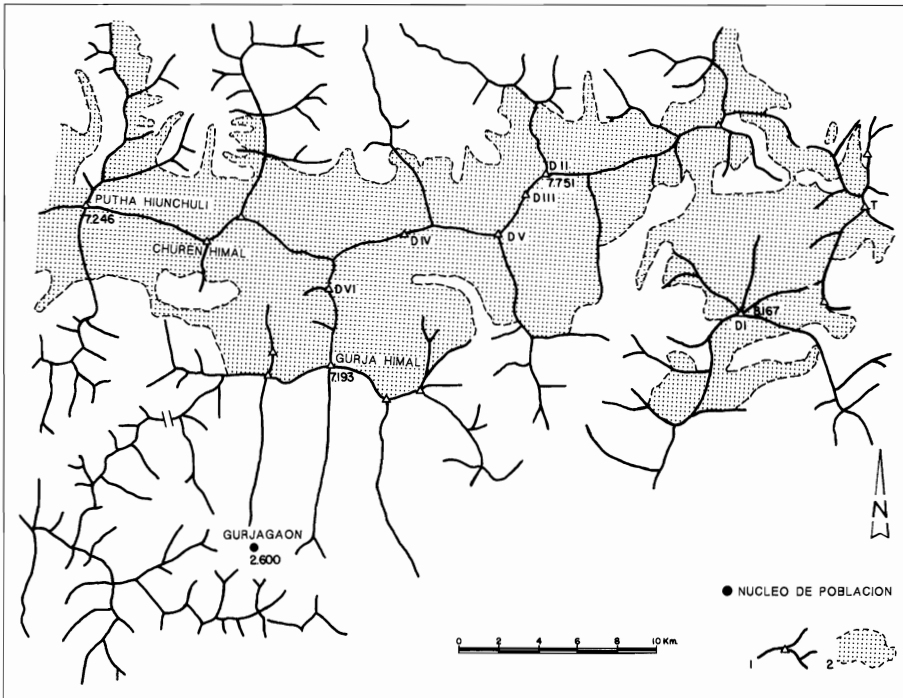 D II
7.751
D III
PUTHA HIUNCHULI
7.246
T
D IV
D V
CHUREN HIMAL
D VI
8.167
D I
GURJA HIMAL
7.193
N
GURJAGAON
2.600
NUCLEO DE POBLACION
0 2 4 6 8 10 Km.
1
2